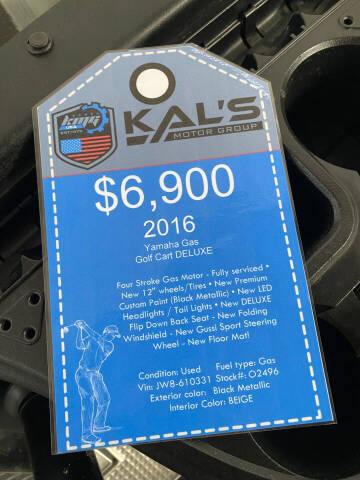 KMG
KAL'S
MOTOR GROUP
$6,900
2016
Yamaha Gas
Golf Cart DELUXE
Four Stroke Gas Motor - Fully serviced •
New 12" wheels/Tires • New Premium
Custom Paint (Black Metallic) • New LED
Headlights / Tail Lights • New DELUXE
Flip Down Back Seat - New Folding
Windshield - New Gussi Sport Steering
Wheel - New Floor Mat!
Condition: Used Fuel type: Gas
Vin: JW8-610331 Stock#: O2496
Exterior color: Black Metallic
Interior Color: BEIGE